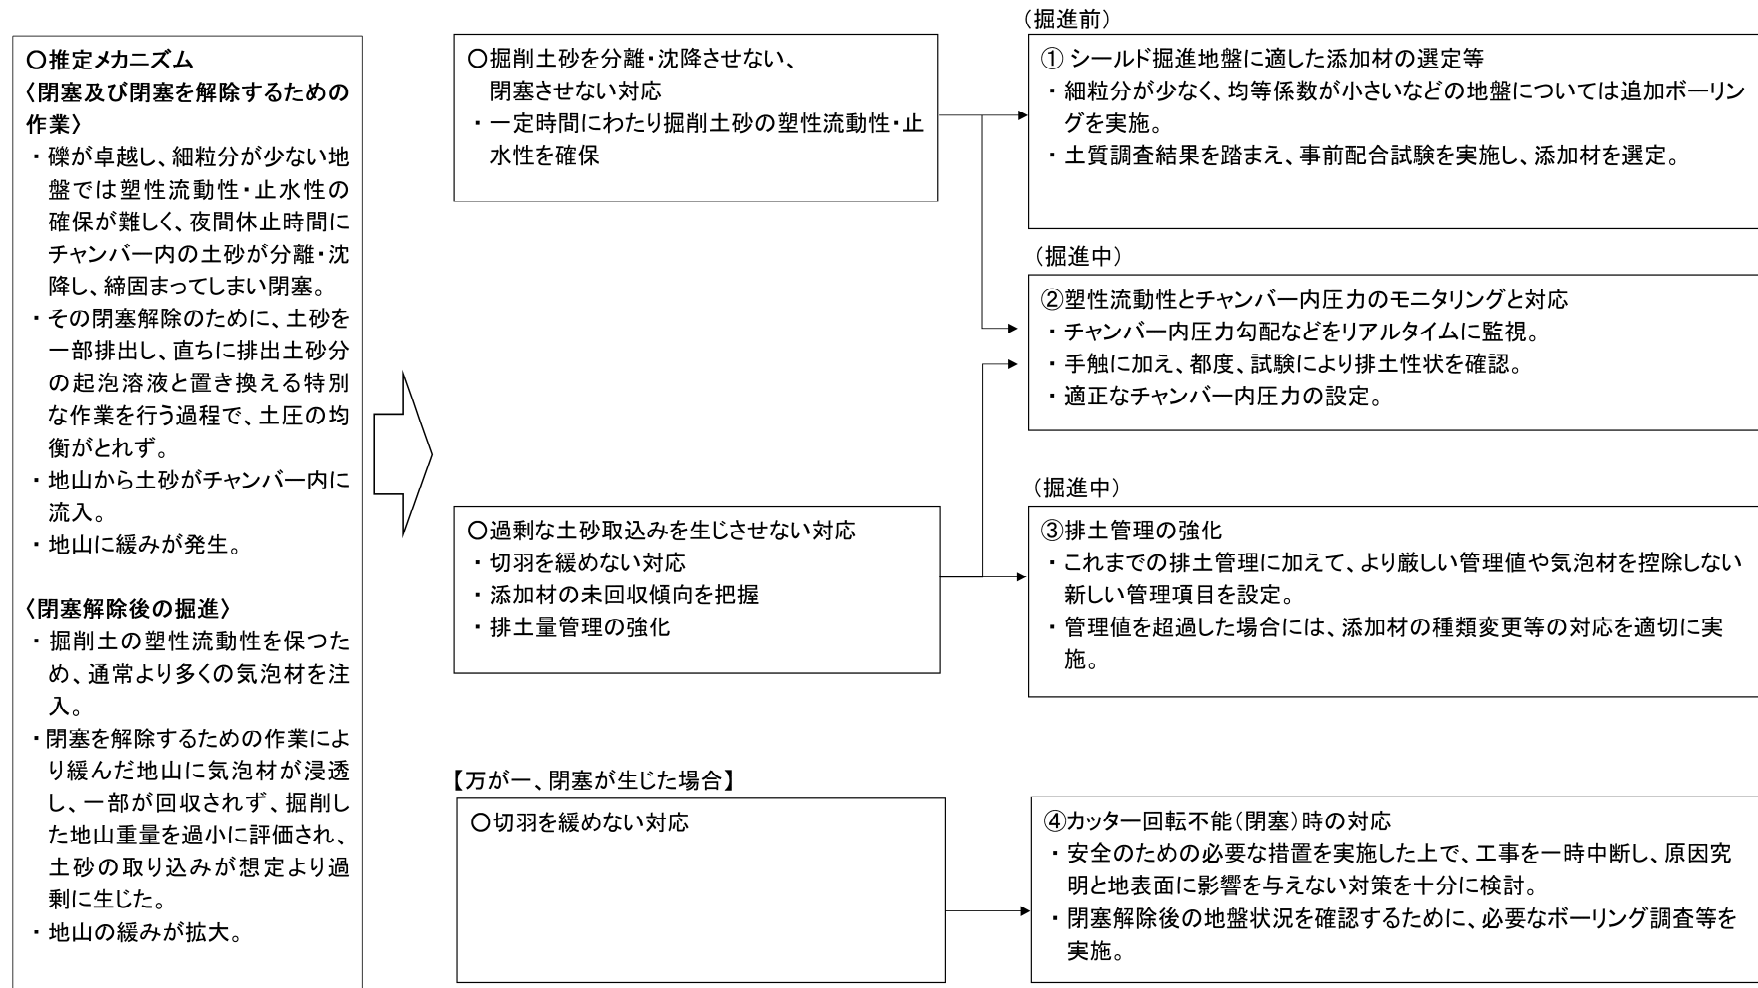 〇推定メカニズム
〈閉塞及び閉塞を解除するための
作業〉
・礫が卓越し、細粒分が少ない地
盤では塑性流動性・止水性の
確保が難しく、夜間休止時間に
チャンバー内の土砂が分離・沈
降し、締固まってしまい閉塞。
・その閉塞解除のために、土砂を
一部排出し、直ちに排出土砂分
の起泡溶液と置き換える特別
な作業を行う過程で、土圧の均
衡がとれず。
・地山から土砂がチャンバー内に
流入。
・地山に緩みが発生。
〈閉塞解除後の掘進〉
・掘削土の塑性流動性を保つた
め、通常より多くの気泡材を注
入。
・閉塞を解除するための作業によ
り緩んだ地山に気泡材が浸透
し、一部が回収されず、掘削し
た地山重量を過小に評価され、
土砂の取り込みが想定より過
剰に生じた。
・地山の緩みが拡大。
〇掘削土砂を分離・沈降させない、
閉塞させない対応
・一定時間にわたり掘削土砂の塑性流動性・止
水性を確保
〇過剰な土砂取込みを生じさせない対応
・切羽を緩めない対応
・添加材の未回収傾向を把握
・排土量管理の強化
【万が一、閉塞が生じた場合】
〇切羽を緩めない対応
（掘進前）
① シールド掘進地盤に適した添加材の選定等
・細粒分が少なく、均等係数が小さいなどの地盤については追加ボーリン
グを実施。
・土質調査結果を踏まえ、事前配合試験を実施し、添加材を選定。
（掘進中）
②塑性流動性とチャンバー内圧力のモニタリングと対応
・チャンバー内圧力勾配などをリアルタイムに監視。
・手触に加え、都度、試験により排土性状を確認。
・適正なチャンバー内圧力の設定。
（掘進中）
③排土管理の強化
・これまでの排土管理に加えて、より厳しい管理値や気泡材を控除しない
新しい管理項目を設定。
・管理値を超過した場合には、添加材の種類変更等の対応を適切に実
施。
④カッター回転不能（閉塞）時の対応
・安全のための必要な措置を実施した上で、工事を一時中断し、原因究
明と地表面に影響を与えない対策を十分に検討。
・閉塞解除後の地盤状況を確認するために、必要なボーリング調査等を
実施。